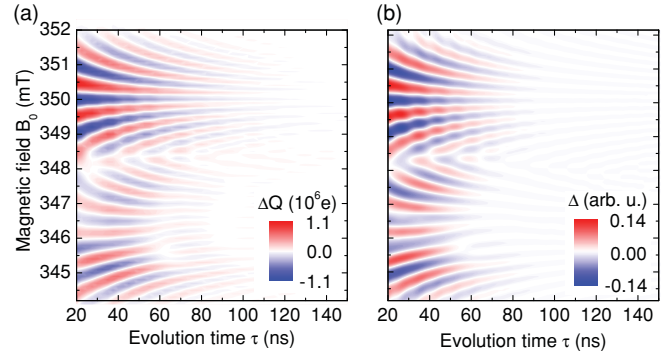 (a)
352
351
350
349
348
347
346
345
Magnetic field B₀ (mT)
ΔQ (10⁶e)
1.1
0.0
-1.1
20 40 60 80 100 120 140
Evolution time τ (ns)
(b)
Δ (arb. u.)
0.14
0.00
-0.14
20 40 60 80 100 120 140
Evolution time τ (ns)